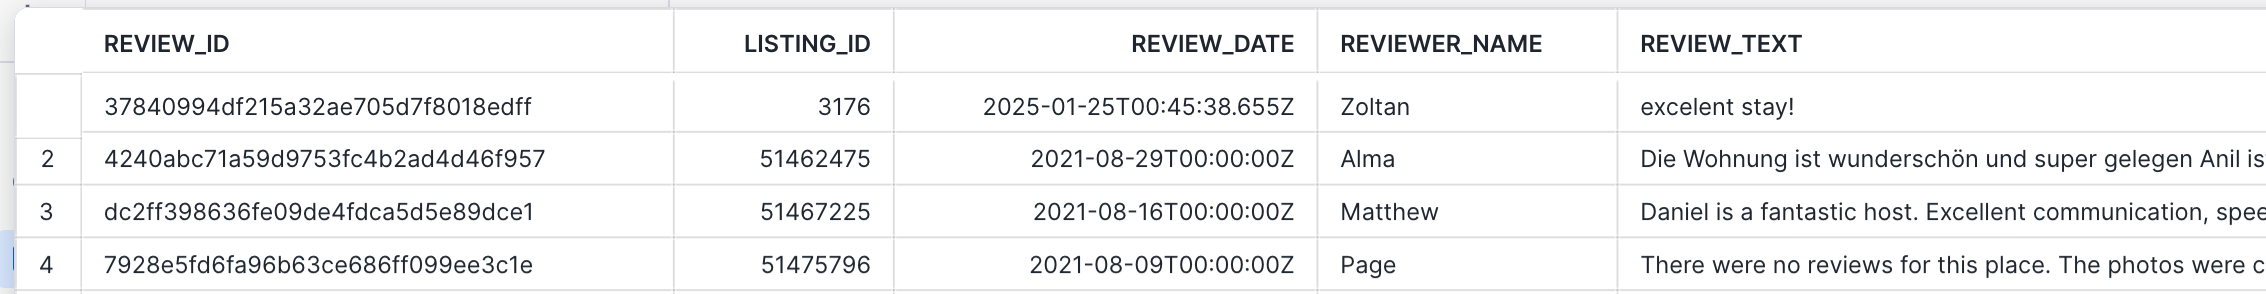 REVIEW_ID LISTING_ID REVIEW_DATE REVIEWER_NAME REVIEW_TEXT
37840994df215a32ae705d7f8018edff 3176 2025-01-25T00:45:38.655Z Zoltan excelent stay!
2 4240abc71a59d9753fc4b2ad4d46f957 51462475 2021-08-29T00:00:00Z Alma Die Wohnung ist wunderschön und super gelegen Anil is
3 dc2ff398636fe09de4fdca5d5e89dce1 51467225 2021-08-16T00:00:00Z Matthew Daniel is a fantastic host. Excellent communication, spee
4 7928e5fd6fa96b63ce686ff099ee3c1e 51475796 2021-08-09T00:00:00Z Page There were no reviews for this place. The photos were c